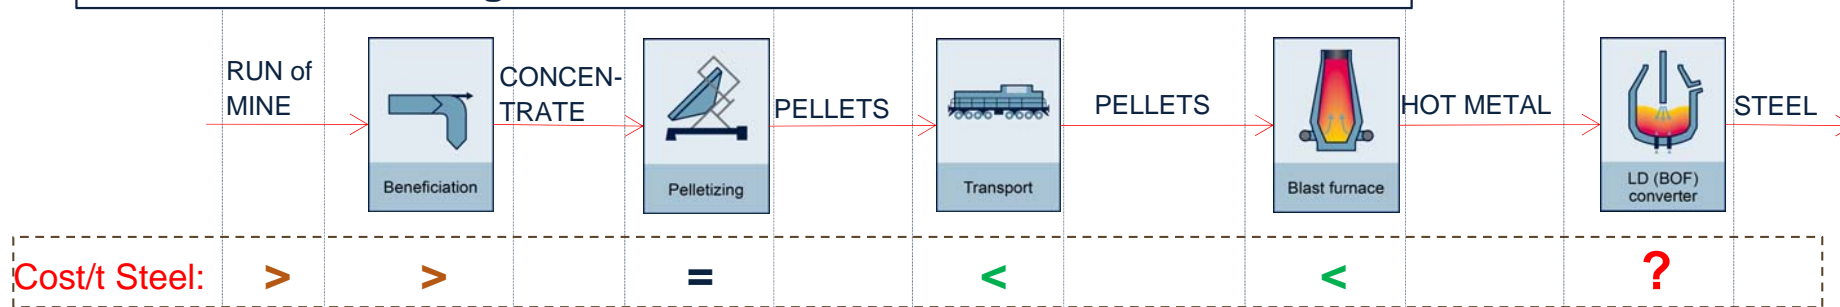 RUN of
MINE
CONCEN-
TRATE
PELLETS
PELLETS
HOT METAL
STEEL
Beneficiation
Pelletizing
Transport
Blast furnace
LD (BOF)
converter
Cost/t Steel: > > = < < ?